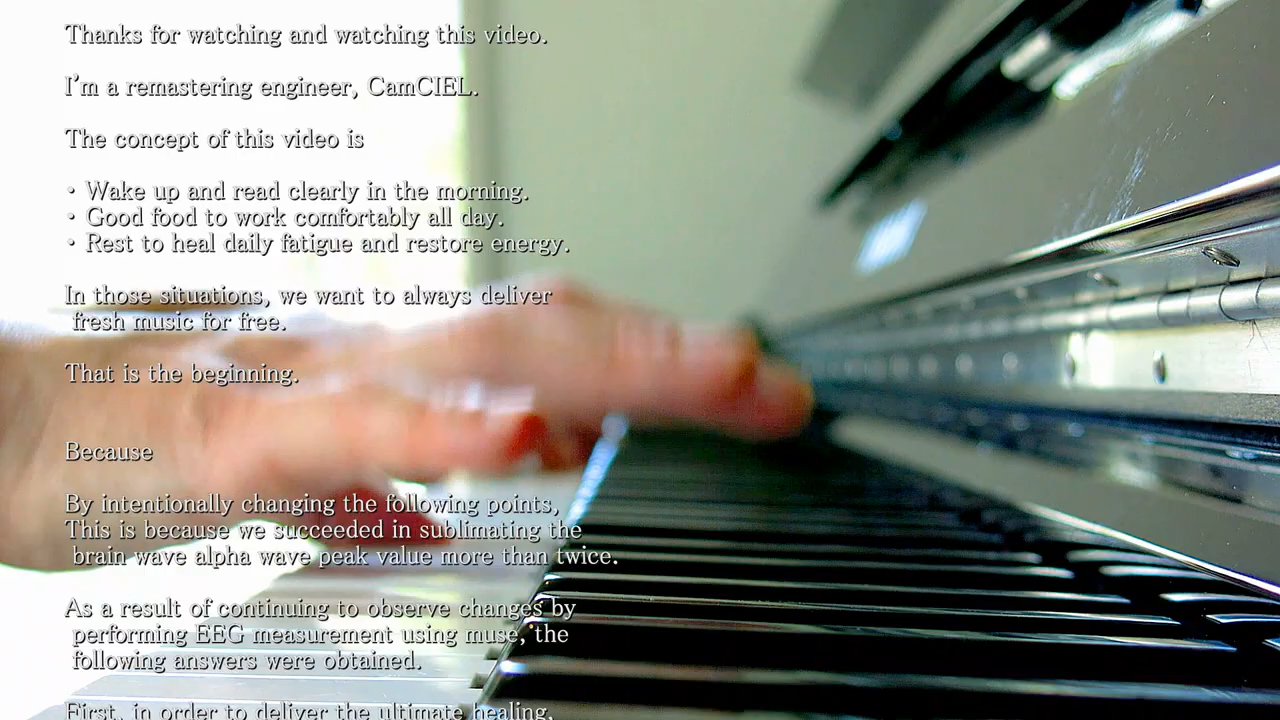 Thanks for watching and watching this video.
I'm a remastering engineer, CamCIEL.
The concept of this video is
・Wake up and read clearly in the morning.
・Good food to work comfortably all day.
・Rest to heal daily fatigue and restore energy.
In those situations, we want to always deliver
fresh music for free.
That is the beginning.
Because
By intentionally changing the following points,
This is because we succeeded in sublimating the
brain wave alpha wave peak value more than twice.
As a result of continuing to observe changes by
performing EEG measurement using muse, the
following answers were obtained.
First, in order to deliver the ultimate healing,